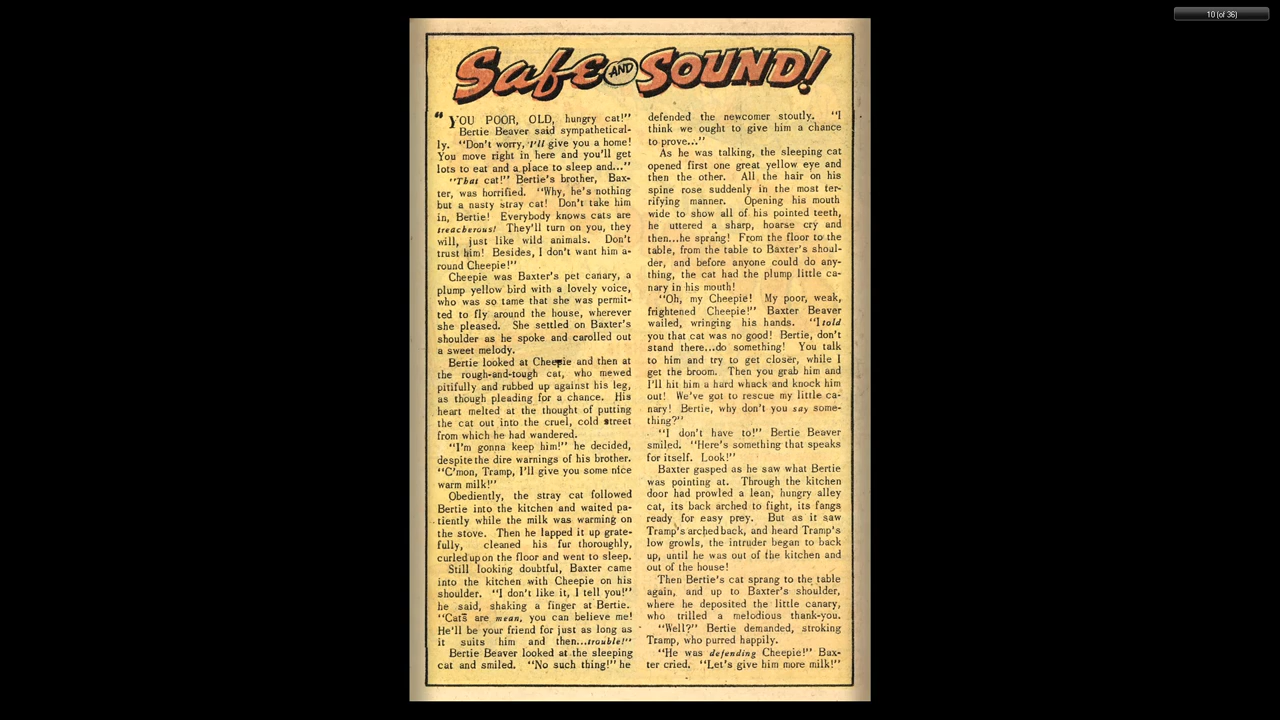 10 (of 36)
Safe AND SOUND!
"YOU POOR, OLD, hungry cat!"
Bertie Beaver said sympathetical-
ly. "Don't worry, I'll give you a home!
You move right in here and you'll get
lots to eat and a place to sleep and..."
"That cat!" Bertie's brother, Bax-
ter, was horrified. "Why, he's nothing
but a nasty stray cat! Don't take him
in, Bertie! Everybody knows cats are
treacherous! They'll turn on you, they
will, just like wild animals. Don't
trust him! Besides, I don't want him a-
round Cheepie!"
Cheepie was Baxter's pet canary, a
plump yellow bird with a lovely voice,
who was so tame that she was permit-
ted to fly around the house, wherever
she pleased. She settled on Baxter's
shoulder as he spoke and carolled out
a sweet melody.
Bertie looked at Cheepie and then at
the rough-and-tough cat, who mewed
pitifully and rubbed up against his leg,
as though pleading for a chance. His
heart melted at the thought of putting
the cat out into the cruel, cold street
from which he had wandered.
"I'm gonna keep him!" he decided,
despite the dire warnings of his brother.
"C'mon, Tramp, I'll give you some nice
warm milk!"
Obediently, the stray cat followed
Bertie into the kitchen and waited pa-
tiently while the milk was warming on
the stove. Then he lapped it up grate-
fully, cleaned his fur thoroughly,
curled up on the floor and went to sleep.
Still looking doubtful, Baxter came
into the kitchen with Cheepie on his
shoulder. "I don't like it, I tell you!"
he said, shaking a finger at Bertie.
"Cats are mean, you can believe me!
He'll be your friend for just as long as
it suits him and then...trouble!"
Bertie Beaver looked at the sleeping
cat and smiled. "No such thing!" he
defended the newcomer stoutly. "I
think we ought to give him a chance
to prove..."
As he was talking, the sleeping cat
opened first one great yellow eye and
then the other. All the hair on his
spine rose suddenly in the most ter-
rifying manner. Opening his mouth
wide to show all of his pointed teeth,
he uttered a sharp, hoarse cry and
then...he sprang! From the floor to the
table, from the table to Baxter's shoul-
der, and before anyone could do any-
thing, the cat had the plump little ca-
nary in his mouth!
"Oh, my Cheepie! My poor, weak,
frightened Cheepie!" Baxter Beaver
wailed, wringing his hands. "I told
you that cat was no good! Bertie, don't
stand there...do something! You talk
to him and try to get closer, while I
get the broom. Then you grab him and
I'll hit him a hard whack and knock him
out! We've got to rescue my little ca-
nary! Bertie, why don't you say some-
thing?"
"I don't have to!" Bertie Beaver
smiled. "Here's something that speaks
for itself. Look!"
Baxter gasped as he saw what Bertie
was pointing at. Through the kitchen
door had prowled a lean, hungry alley
cat, its back arched to fight, its fangs
ready for easy prey. But as it saw
Tramp's arched back, and heard Tramp's
low growls, the intruder began to back
up, until he was out of the kitchen and
out of the house!
Then Bertie's cat sprang to the table
again, and up to Baxter's shoulder,
where he deposited the little canary,
who trilled a melodious thank-you.
"Well?" Bertie demanded, stroking
Tramp, who purred happily.
"He was defending Cheepie!" Bax-
ter cried. "Let's give him more milk!"